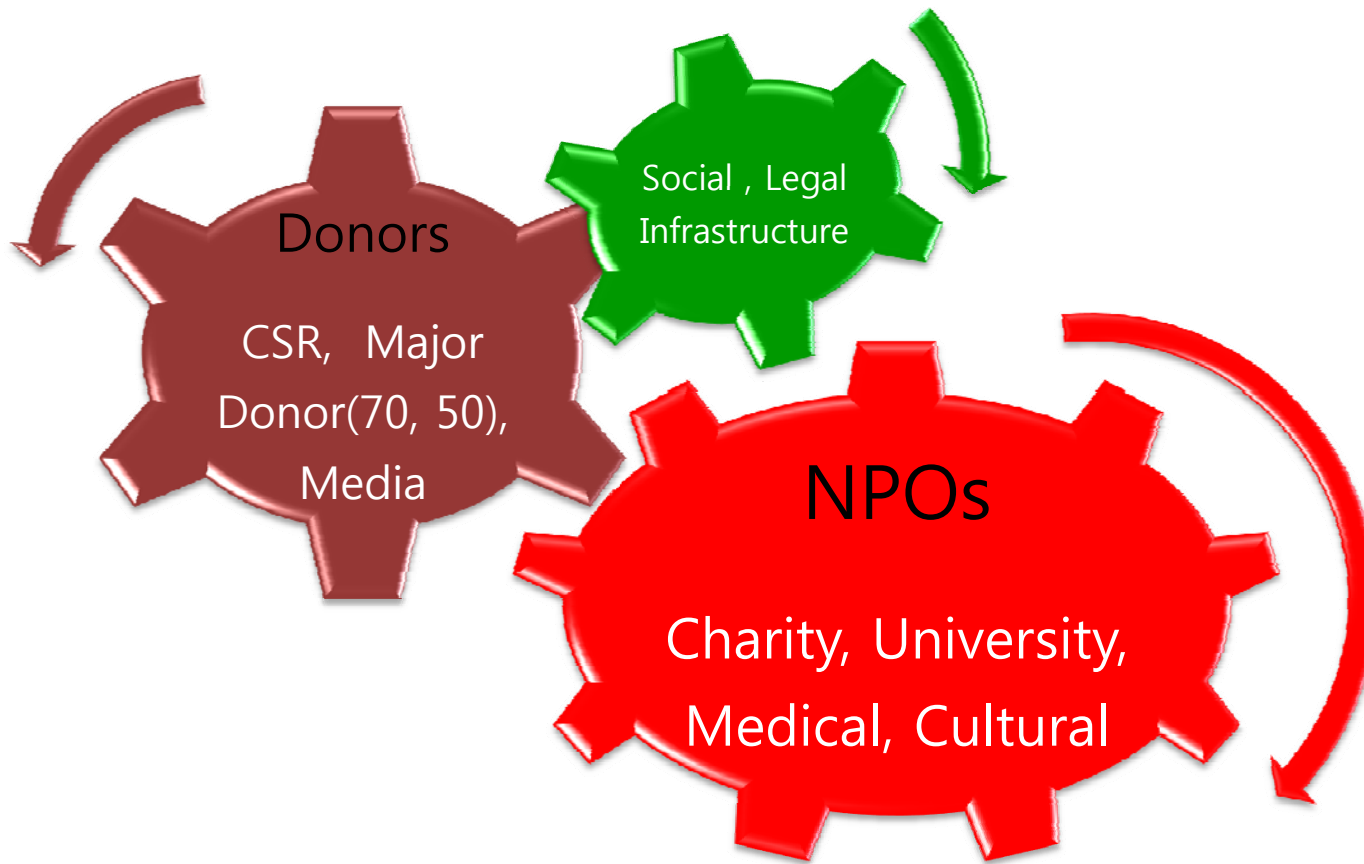 Social , Legal
Infrastructure
Donors
CSR, Major
Donor(70, 50),
Media
NPOs
Charity, University,
Medical, Cultural